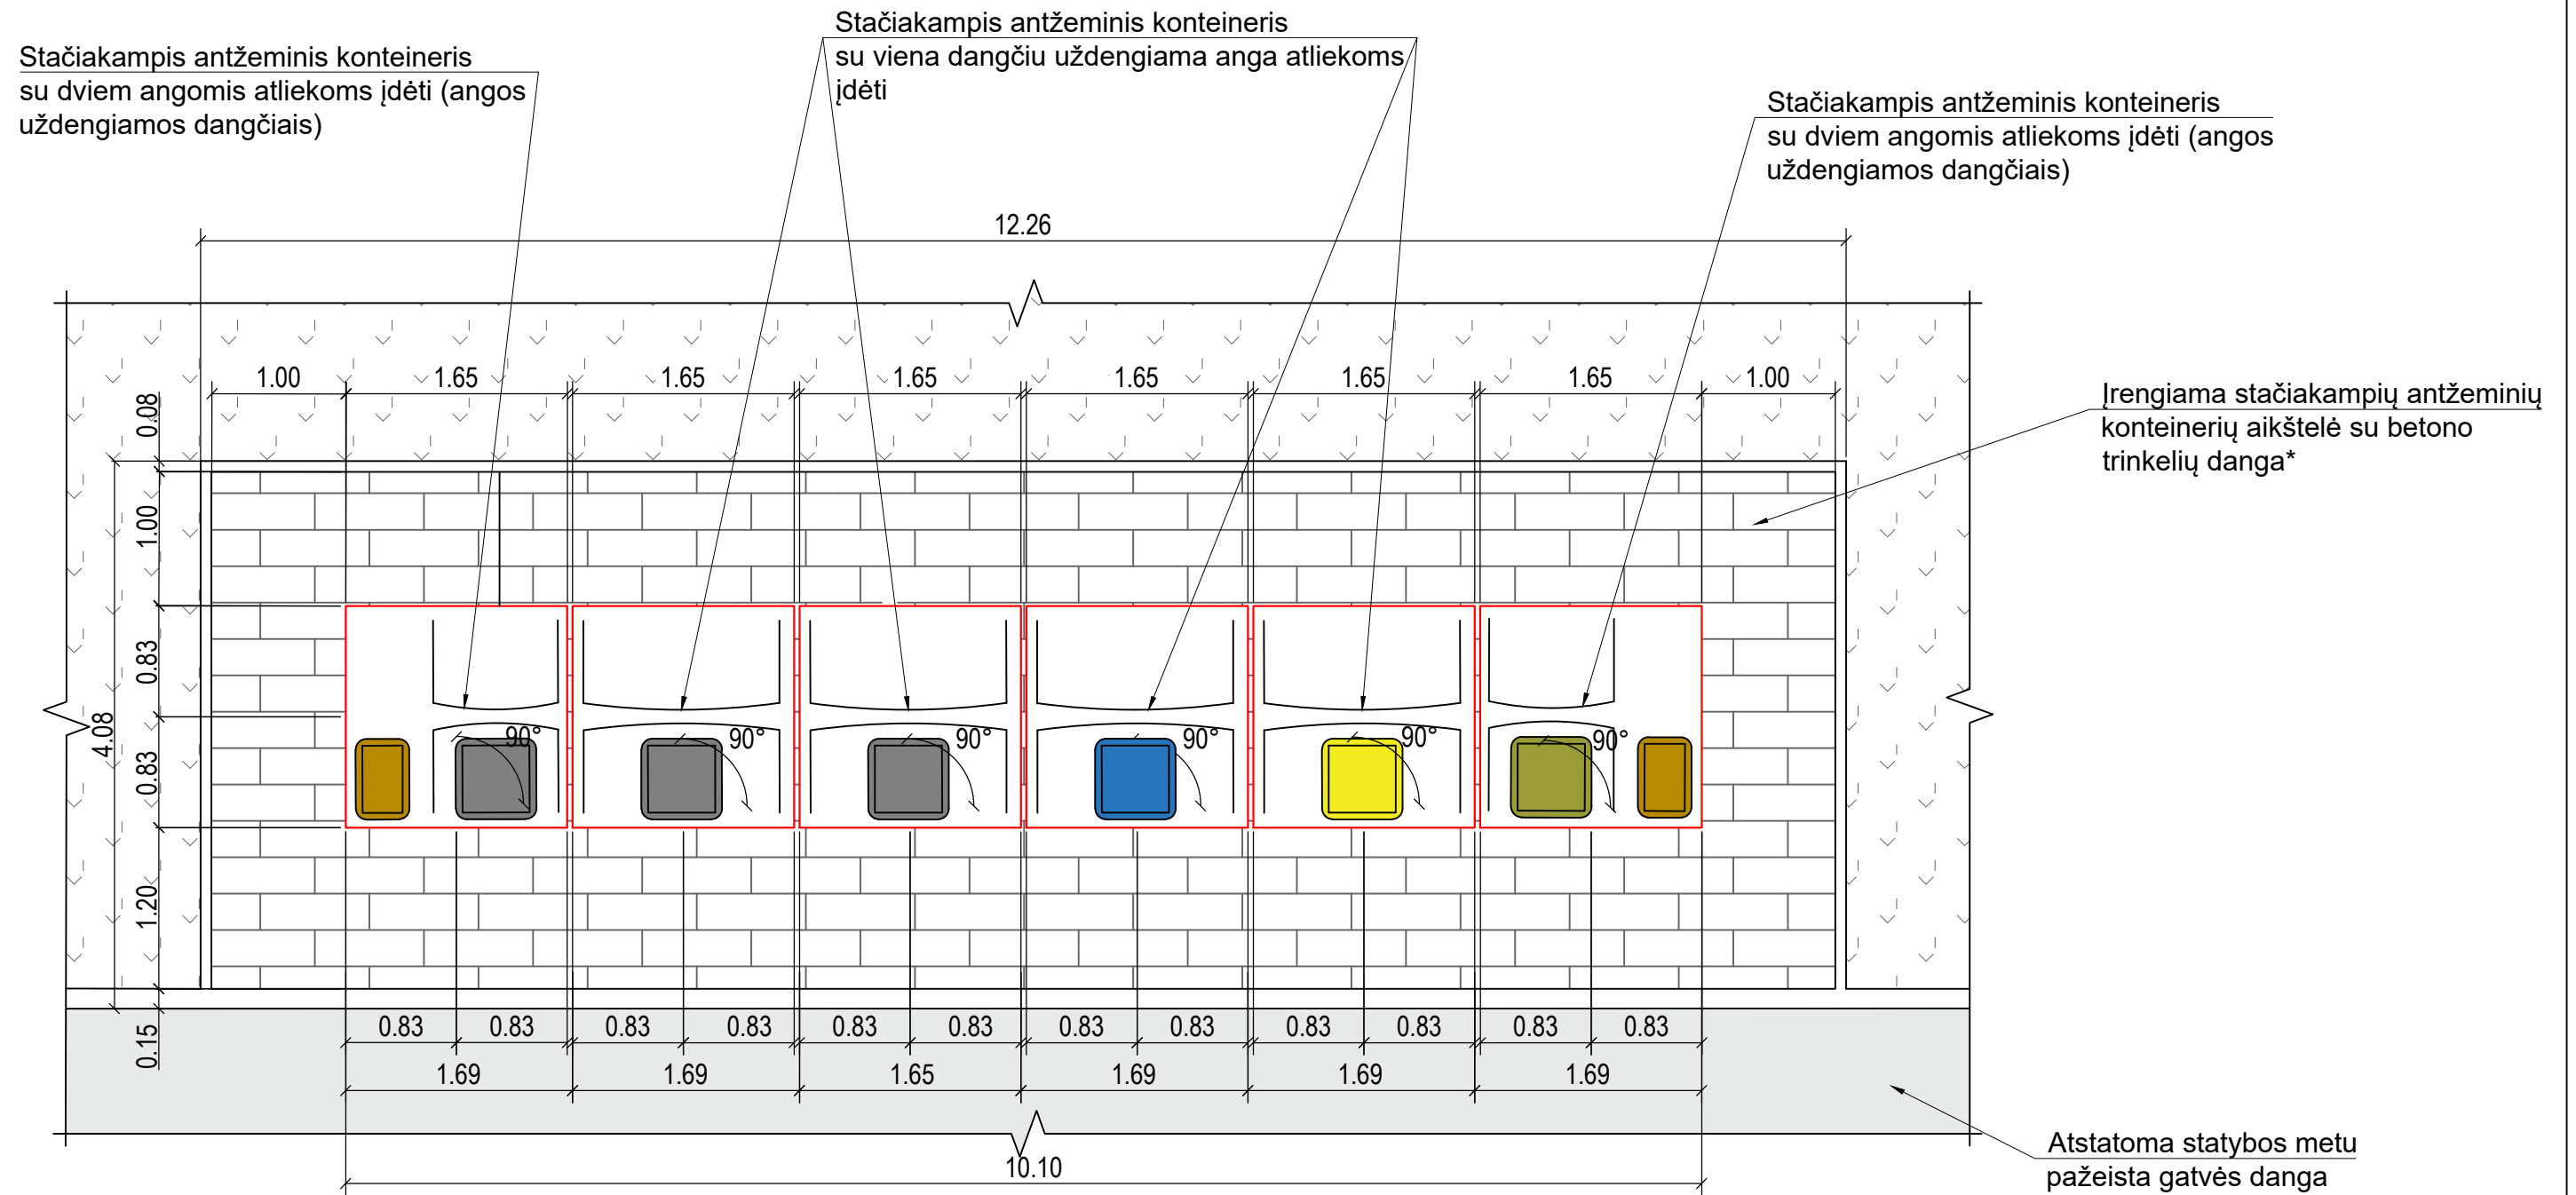 Stačiakampis antžeminis konteineris
su viena dangčiu uždengiama anga atliekoms
įdėti
Stačiakampis antžeminis konteineris
su dviem angomis atliekoms įdėti (angos
uždengiamos dangčiais)
Stačiakampis antžeminis konteineris
su dviem angomis atliekoms įdėti (angos
uždengiamos dangčiais)
12.26
1.00 1.65 1.65 1.65 1.65 1.65 1.65 1.00
Įrengiama stačiakampių antžeminių
konteinerių aikštelė su betono
trinkelių danga*
0.08
1.00
0.83
4.08
0.83
1.20
0.15
90° 90° 90° 90° 90° 90°
0.83 0.83 0.83 0.83 0.83 0.83 0.83 0.83 0.83 0.83 0.83 0.83
1.69 1.69 1.65 1.69 1.69 1.69
10.10
Atstatoma statybos metu
pažeista gatvės danga